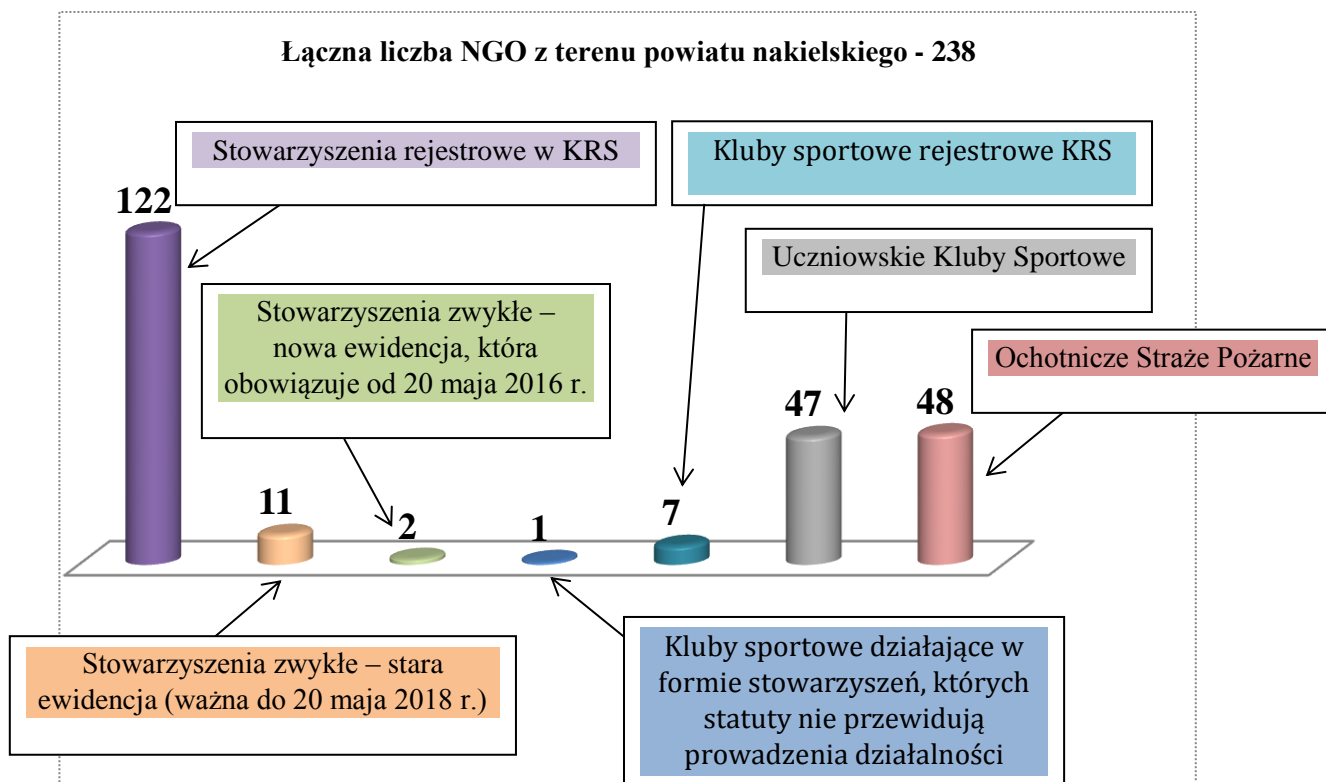 Łączna liczba NGO z terenu powiatu nakielskiego - 238
Stowarzyszenia rejestrowe w KRS
Kluby sportowe rejestrowe KRS
122
Uczniowskie Kluby Sportowe
Stowarzyszenia zwykłe –
nowa ewidencja, która
obowiązuje od 20 maja 2016 r.
Ochotnicze Straże Pożarne
47
48
11
2
1
7
Stowarzyszenia zwykłe – stara
ewidencja (ważna do 20 maja 2018 r.)
Kluby sportowe działające w
formie stowarzyszeń, których
statuty nie przewidują
prowadzenia działalności